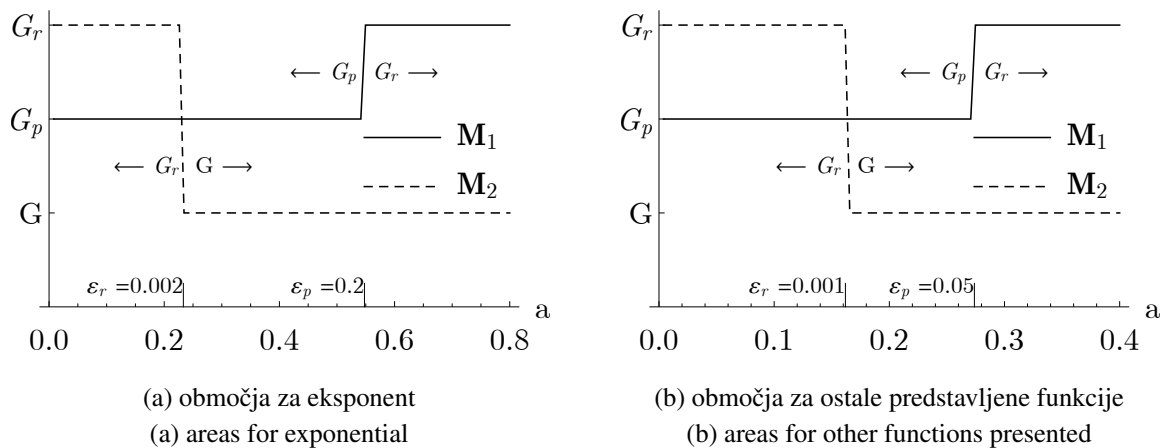 G_r
G_p
G
← G_p G_r →
← G_r G →
M_1
M_2
ε_r =0.002
ε_p =0.2
a
0.0 0.2 0.4 0.6 0.8
(a) območja za eksponent
(a) areas for exponential
G_r
G_p
G
← G_p G_r →
← G_r G →
M_1
M_2
ε_r =0.001
ε_p =0.05
a
0.0 0.1 0.2 0.3 0.4
(b) območja za ostale predstavljene funkcije
(b) areas for other functions presented